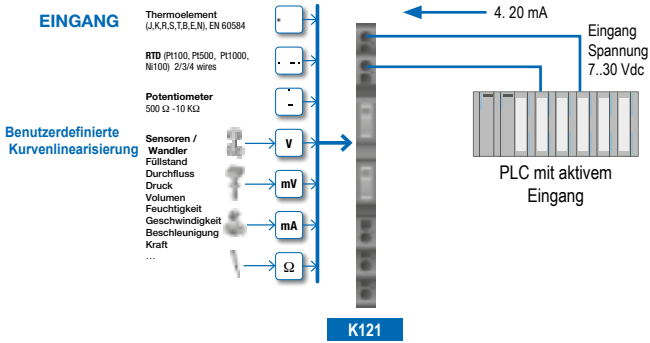 EINGANG
Thermoelement
(J,K,R,S,T,B,E,N), EN 60584
RTD (Pt100, Pt500, Pt1000,
Ni100) 2/3/4 wires
Potentiometer
500 Ω -10 KΩ
Benutzerdefinierte
Kurvenlinearisierung
Sensoren /
Wandler
Füllstand
Durchfluss
Druck
Volumen
Feuchtigkeit
Geschwindigkeit
Beschleunigung
Kraft
...
V
mV
mA
Ω
4. 20 mA
Eingang
Spannung
7..30 Vdc
PLC mit aktivem
Eingang
K121